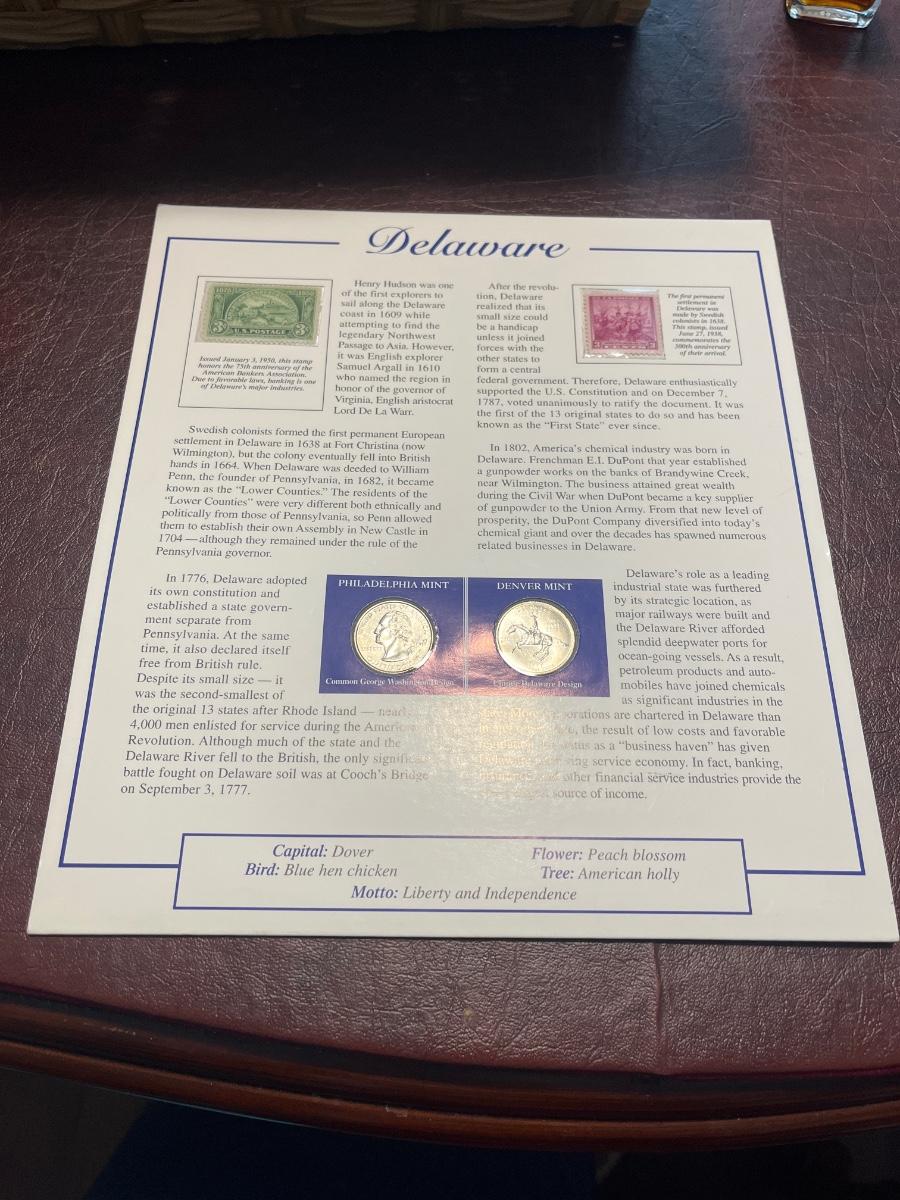 Delaware
1875
3¢
U.S. POSTAGE
3¢
Issued January 3, 1950, this stamp
honors the 75th anniversary of the
American Bankers Association.
Due to favorable laws, banking is one
of Delaware's major industries.
Henry Hudson was one
of the first explorers to
sail along the Delaware
coast in 1609 while
attempting to find the
legendary Northwest
Passage to Asia. However,
it was English explorer
Samuel Argall in 1610
who named the region in
honor of the governor of
Virginia, English aristocrat
Lord De La Warr.
Swedish colonists formed the first permanent European
settlement in Delaware in 1638 at Fort Christina (now
Wilmington), but the colony eventually fell into British
hands in 1664. When Delaware was deeded to William
Penn, the founder of Pennsylvania, in 1682, it became
known as the "Lower Counties." The residents of the
"Lower Counties" were very different both ethnically and
politically from those of Pennsylvania, so Penn allowed
them to establish their own Assembly in New Castle in
1704 — although they remained under the rule of the
Pennsylvania governor.
In 1776, Delaware adopted
its own constitution and
established a state govern-
ment separate from
Pennsylvania. At the same
time, it also declared itself
free from British rule.
Despite its small size — it
was the second-smallest of
the original 13 states after Rhode Island — nearly
4,000 men enlisted for service during the American
Revolution. Although much of the state and the
Delaware River fell to the British, the only significant
battle fought on Delaware soil was at Cooch's Bridge
on September 3, 1777.
After the revolu-
tion, Delaware
realized that its
small size could
be a handicap
unless it joined
forces with the
other states to
form a central
federal government. Therefore, Delaware enthusiastically
supported the U.S. Constitution and on December 7,
1787, voted unanimously to ratify the document. It was
the first of the 13 original states to do so and has been
known as the "First State" ever since.
The first permanent
settlement in
Delaware was
made by Swedish
colonists in 1638.
This stamp, issued
June 27, 1938,
commemorates the
300th anniversary
of their arrival.
In 1802, America's chemical industry was born in
Delaware. Frenchman E.I. DuPont that year established
a gunpowder works on the banks of Brandywine Creek,
near Wilmington. The business attained great wealth
during the Civil War when DuPont became a key supplier
of gunpowder to the Union Army. From that new level of
prosperity, the DuPont Company diversified into today's
chemical giant and over the decades has spawned numerous
related businesses in Delaware.
Delaware's role as a leading
industrial state was furthered
by its strategic location, as
major railways were built and
the Delaware River afforded
splendid deepwater ports for
ocean-going vessels. As a result,
petroleum products and auto-
mobiles have joined chemicals
as significant industries in the
corporations are chartered in Delaware than
the result of low costs and favorable
status as a "business haven" has given
service economy. In fact, banking,
other financial service industries provide the
source of income.
PHILADELPHIA MINT
Common George Washington Design
DENVER MINT
Unique Delaware Design
Capital: Dover
Bird: Blue hen chicken
Flower: Peach blossom
Tree: American holly
Motto: Liberty and Independence